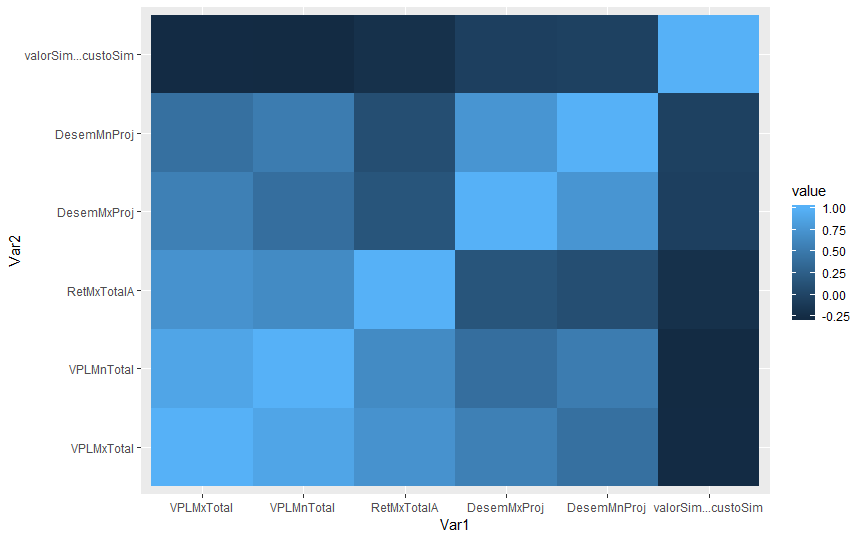 valorSim...custoSim
DesemMnProj
DesemMxProj
RetMxTotalA
VPLMnTotal
VPLMxTotal
Var2
VPLMxTotal VPLMnTotal RetMxTotalA DesemMxProj DesemMnProj valorSim...custoSim
Var1
value
1.00
0.75
0.50
0.25
0.00
-0.25